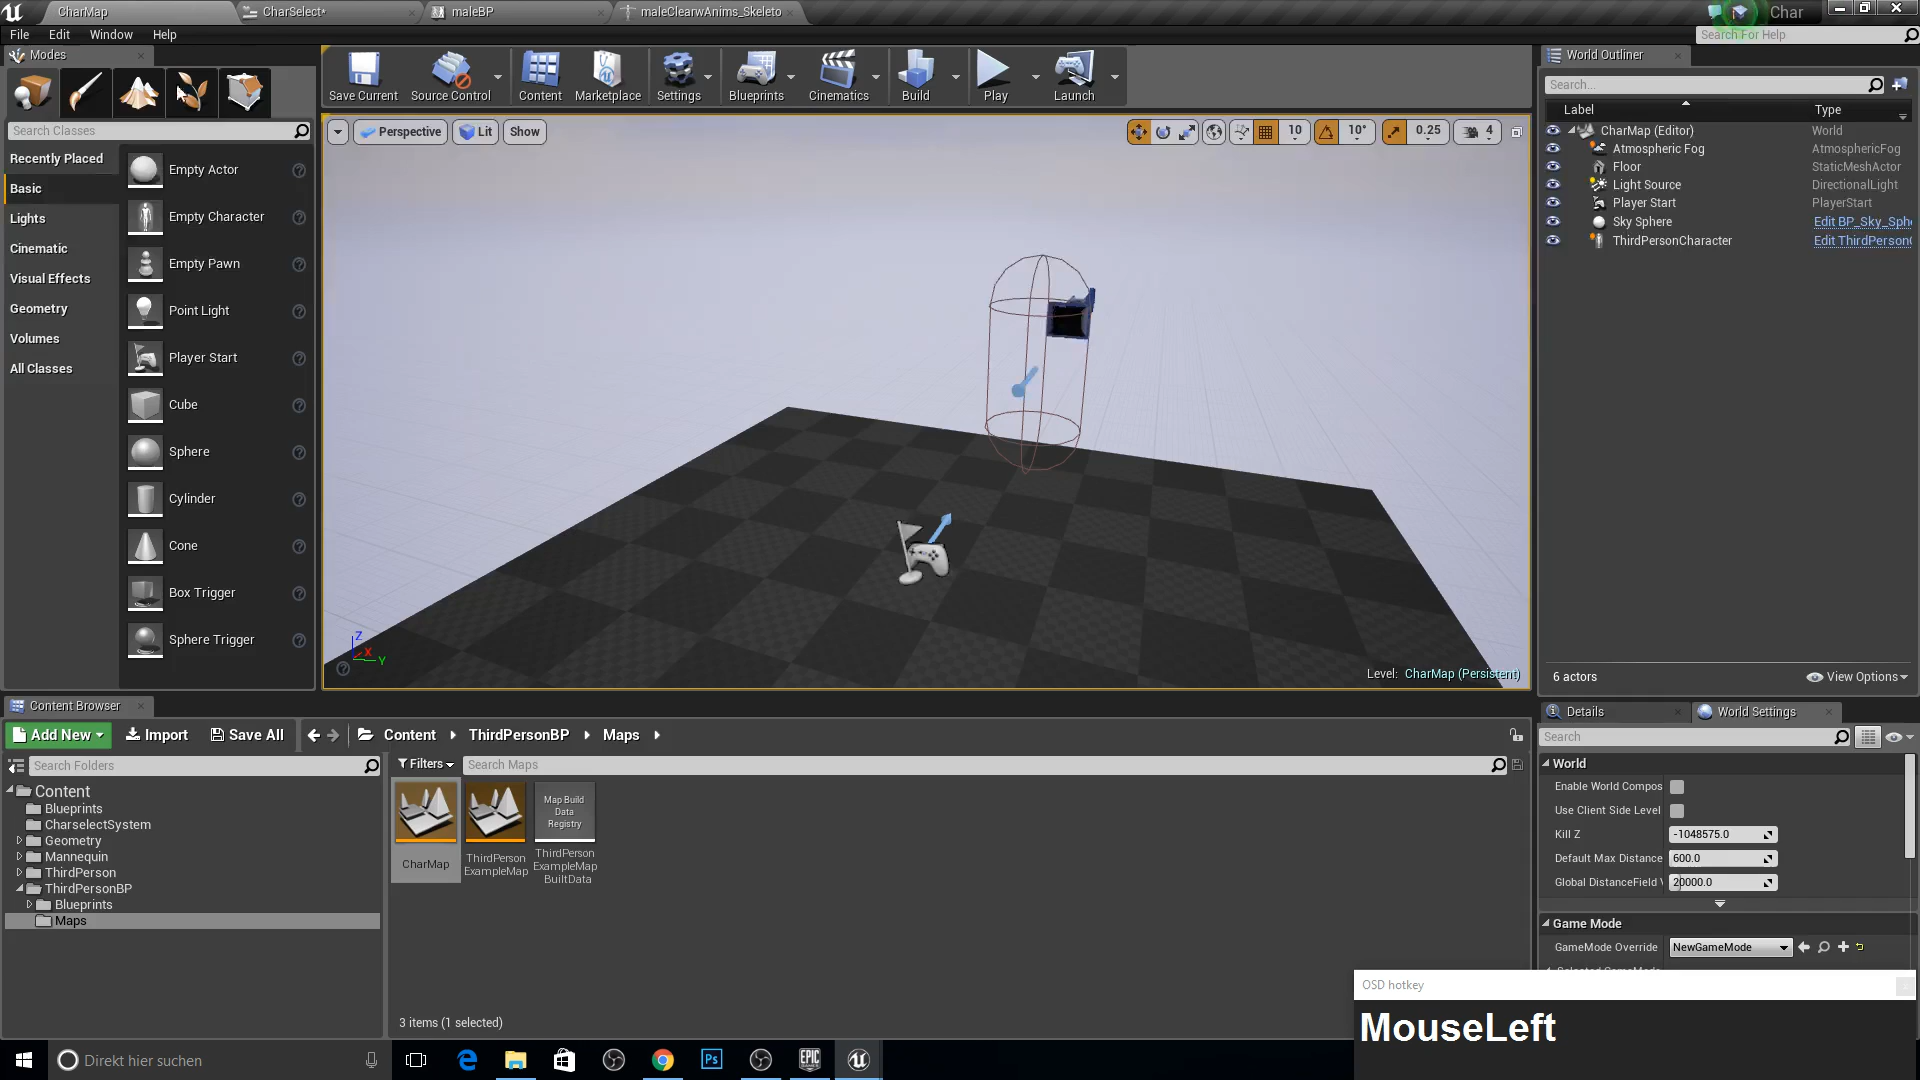 CharMap
CharSelect*
maleBP
maleClearwAnims_Skeleto
Char
File
Edit
Window
Help
Search For Help
Modes
Save Current
Source Control
Content
Marketplace
Settings
Blueprints
Cinematics
Build
Play
Launch
World Outliner
Search...
Label
Type
Search Classes
Recently Placed
Basic
Lights
Cinematic
Visual Effects
Geometry
Volumes
All Classes
Empty Actor
Empty Character
Empty Pawn
Point Light
Player Start
Cube
Sphere
Cylinder
Cone
Box Trigger
Sphere Trigger
Perspective
Lit
Show
10
10°
0.25
4
Z
X
Y
Level: CharMap (Persistent)
CharMap (Editor) World
Atmospheric Fog AtmosphericFog
Floor StaticMeshActor
Light Source DirectionalLight
Player Start PlayerStart
Sky Sphere Edit BP_Sky_Sph
ThirdPersonCharacter Edit ThirdPerson
6 actors
View Options
Content Browser
Add New
Import
Save All
Content
ThirdPersonBP
Maps
Search Folders
Filters
Search Maps
Content
Blueprints
CharselectSystem
Geometry
Mannequin
ThirdPerson
ThirdPersonBP
Blueprints
Maps
CharMap
ThirdPerson
ExampleMap
Map Build
Data
Registry
ThirdPerson
ExampleMap
BuiltData
3 items (1 selected)
Details
World Settings
Search
World
Enable World Compos
Use Client Side Level
Kill Z -1048575.0
Default Max Distance 600.0
Global DistanceField 20000.0
Game Mode
GameMode Override NewGameMode
OSD hotkey
MouseLeft
Direkt hier suchen
Ps
EPIC
GAMES